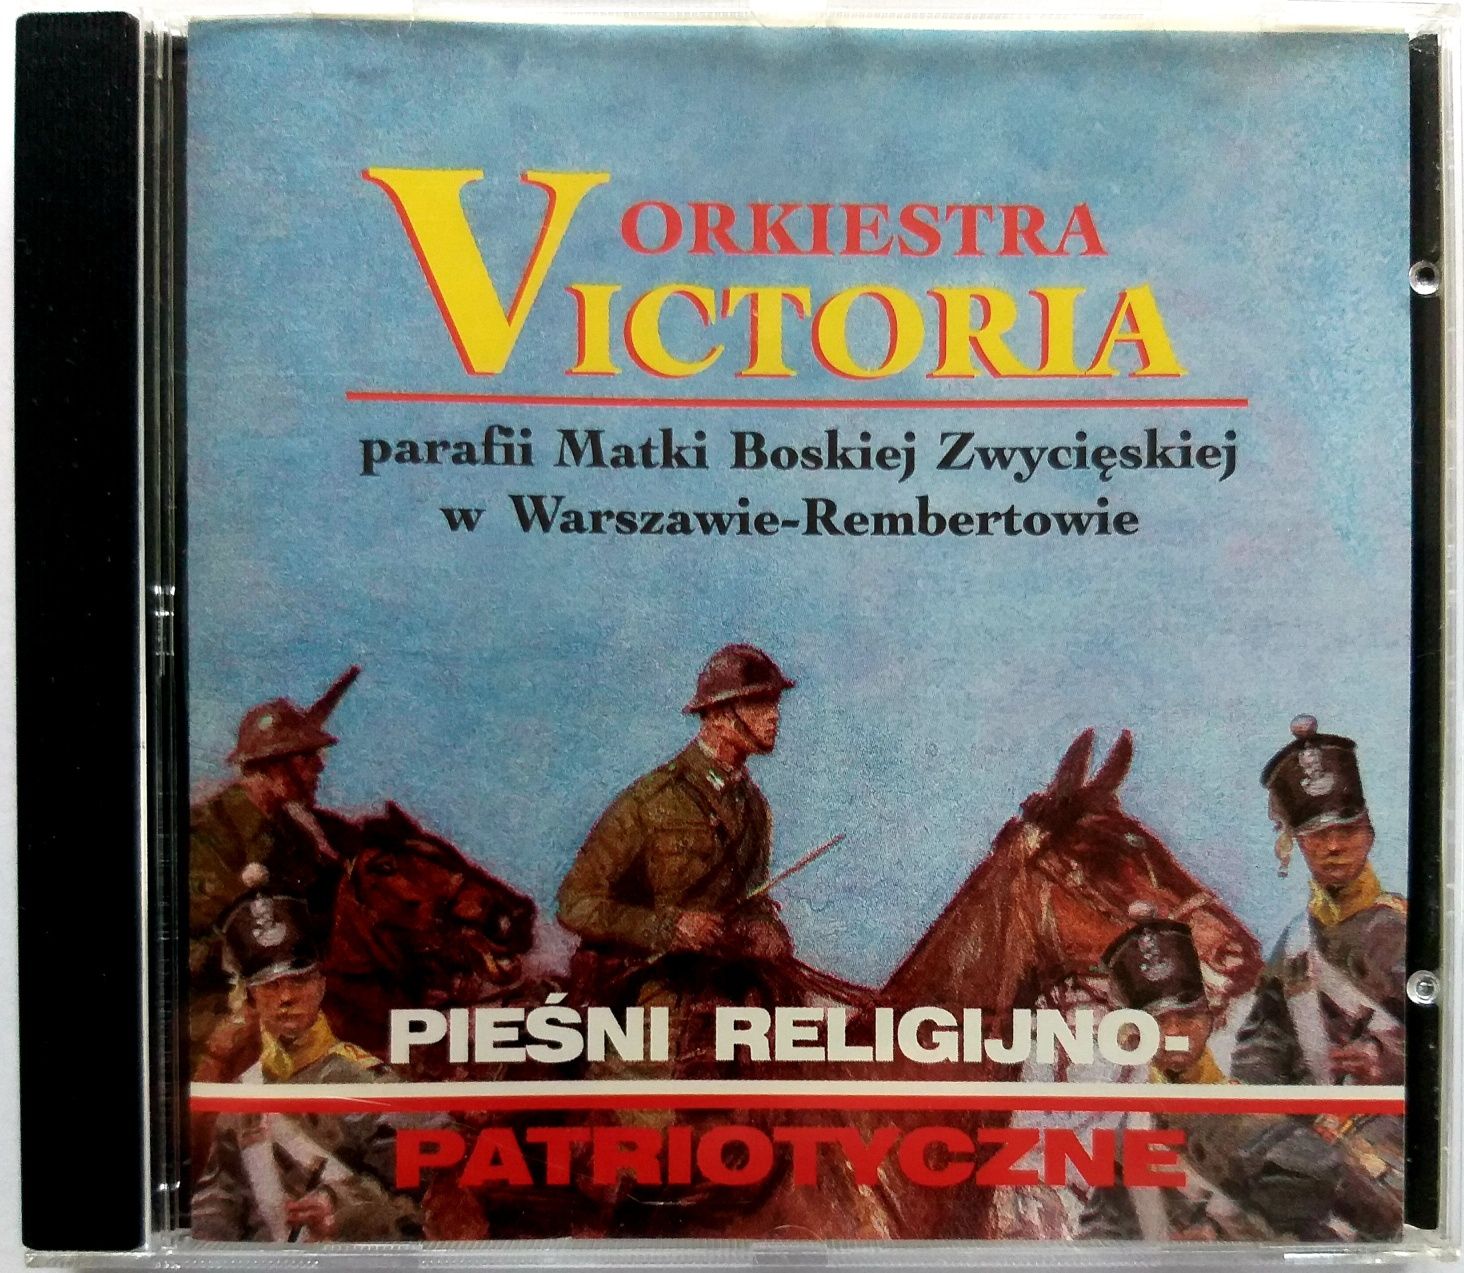 ORKIESTRA
VICTORIA
parafii Matki Boskiej Zwycięskiej
w Warszawie-Rembertowie
PIEŚNI RELIGIJNO-
PATRIOTYCZNE